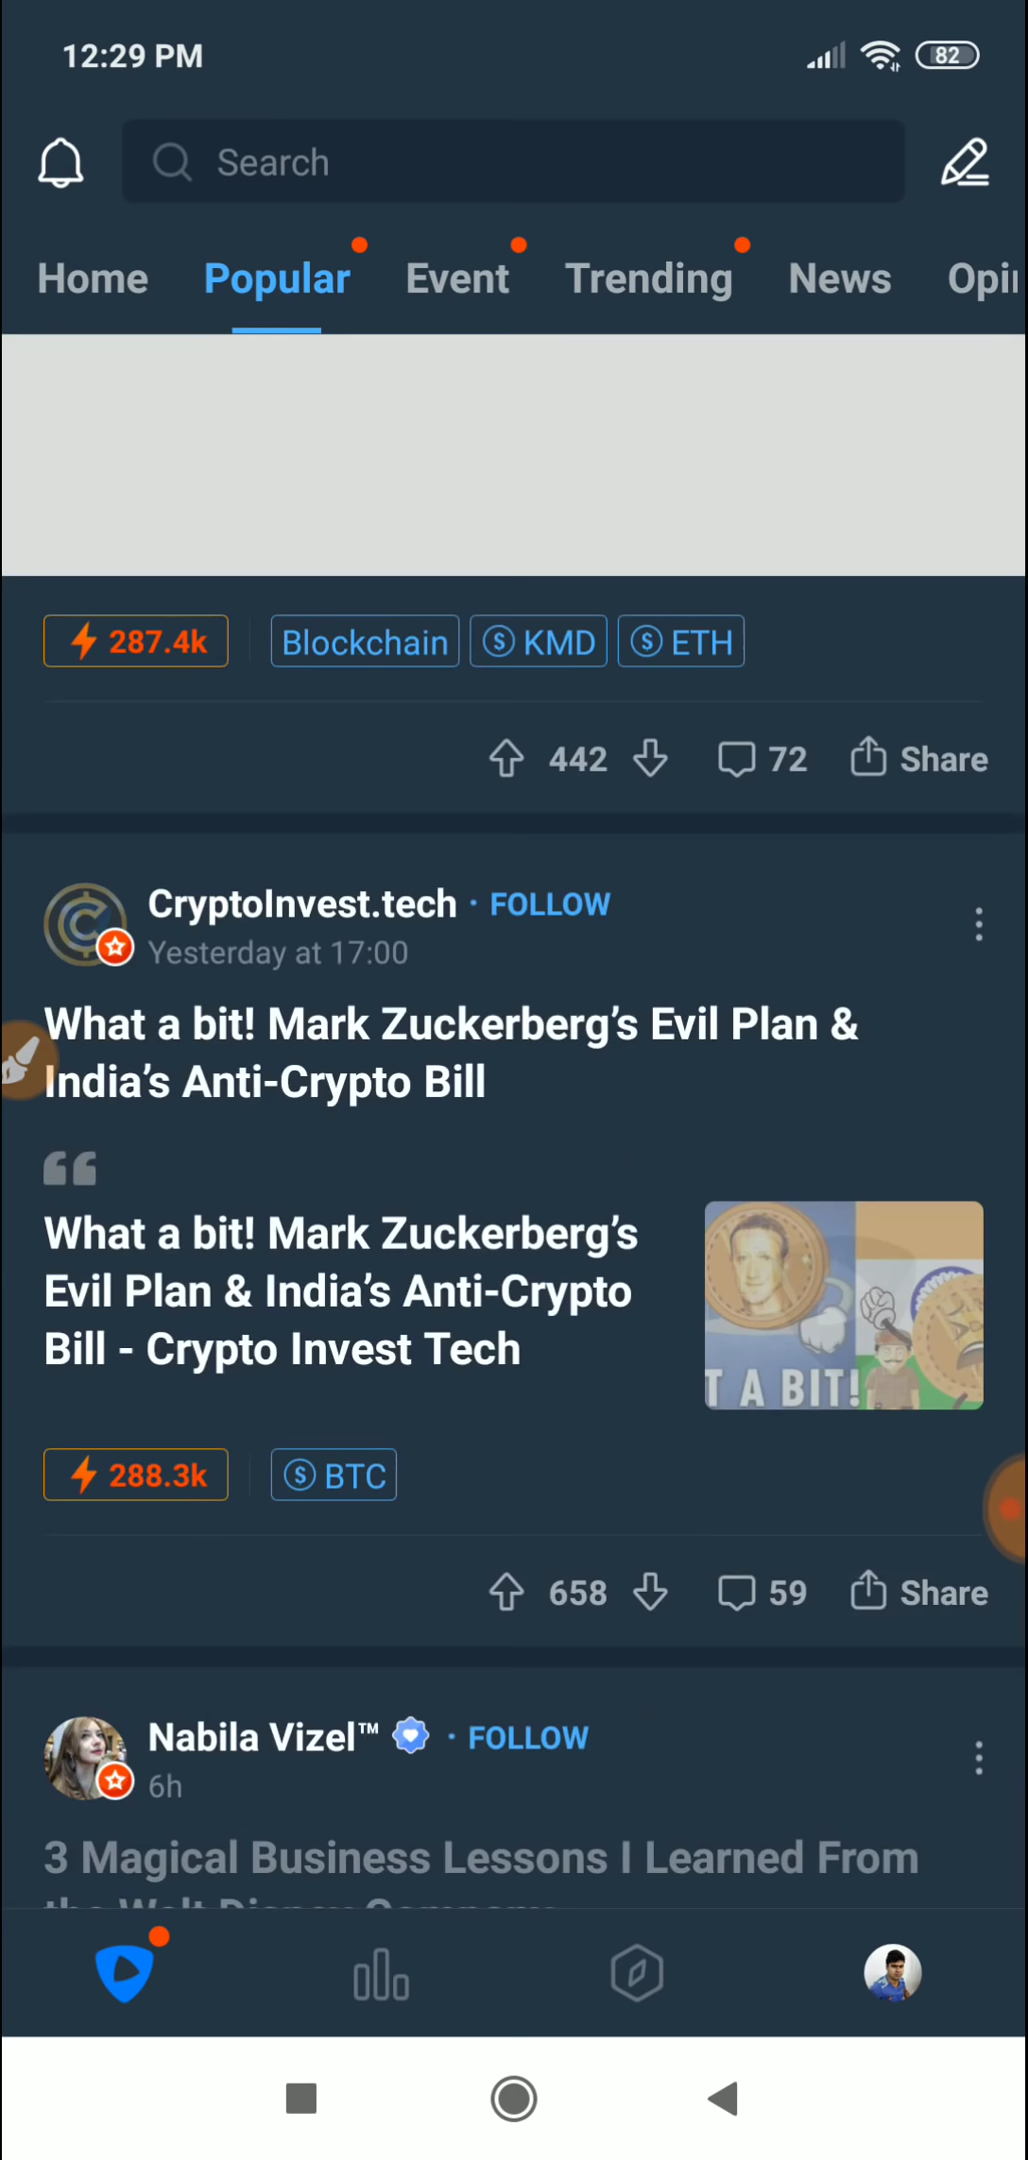 12:29 PM
82
Search
Home Popular Event Trending News Opi
287.4k Blockchain KMD ETH
442 72 Share
CryptoInvest.tech · FOLLOW
Yesterday at 17:00
What a bit! Mark Zuckerberg’s Evil Plan &
India’s Anti-Crypto Bill
What a bit! Mark Zuckerberg’s
Evil Plan & India’s Anti-Crypto
Bill - Crypto Invest Tech
T A BIT!
288.3k BTC
658 59 Share
Nabila Vizel™ · FOLLOW
6h
3 Magical Business Lessons I Learned From
the Walt Disney Company